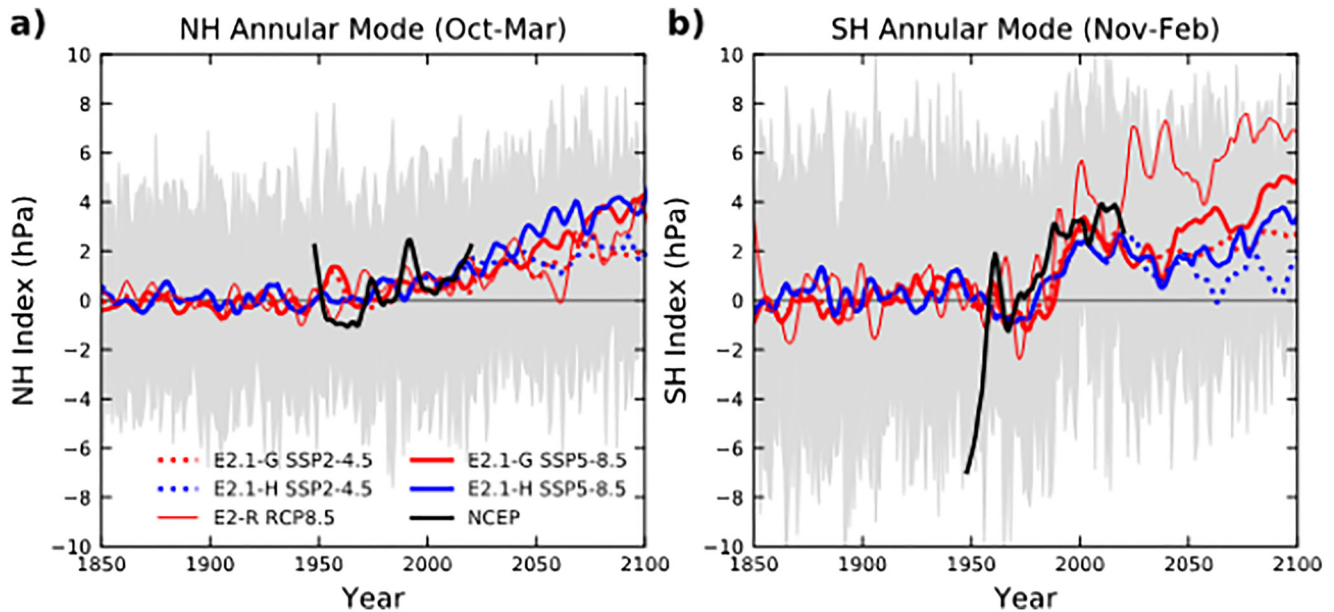 a)
NH Annular Mode (Oct-Mar)
10
8
6
4
2
0
−2
−4
−6
−8
−10
NH Index (hPa)
E2.1-G SSP2-4.5
E2.1-H SSP2-4.5
E2-R RCP8.5
E2.1-G SSP5-8.5
E2.1-H SSP5-8.5
NCEP
1850 1900 1950 2000 2050 2100
Year
b)
SH Annular Mode (Nov-Feb)
10
8
6
4
2
0
−2
−4
−6
−8
−10
SH Index (hPa)
1850 1900 1950 2000 2050 2100
Year